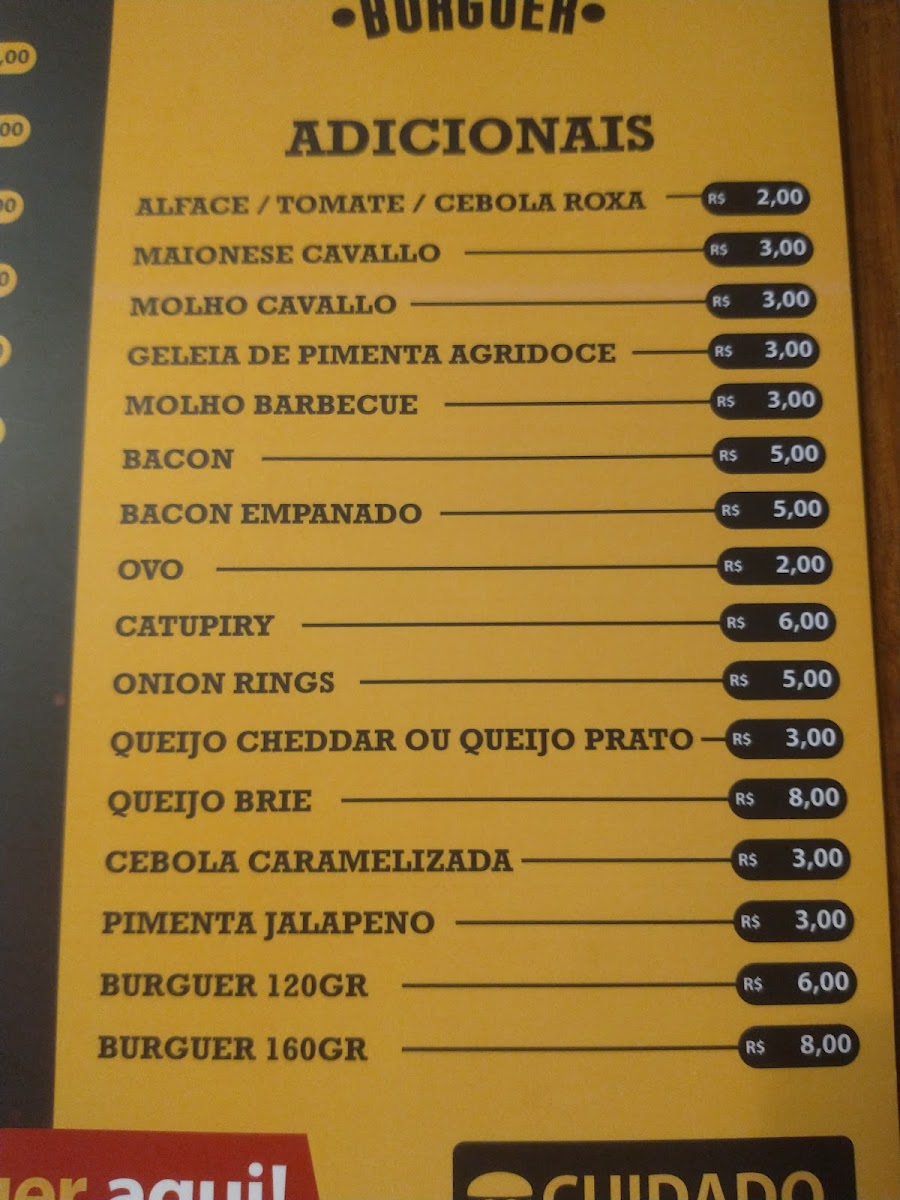 •BURGUER•
ADICIONAIS
ALFACE / TOMATE / CEBOLA ROXA R$ 2,00
MAIONESE CAVALLO R$ 3,00
MOLHO CAVALLO R$ 3,00
GELEIA DE PIMENTA AGRIDOCE R$ 3,00
MOLHO BARBECUE R$ 3,00
BACON R$ 5,00
BACON EMPANADO R$ 5,00
OVO R$ 2,00
CATUPIRY R$ 6,00
ONION RINGS R$ 5,00
QUEIJO CHEDDAR OU QUEIJO PRATO R$ 3,00
QUEIJO BRIE R$ 8,00
CEBOLA CARAMELIZADA R$ 3,00
PIMENTA JALAPENO R$ 3,00
BURGUER 120GR R$ 6,00
BURGUER 160GR R$ 8,00
aqui!
CUIDADO